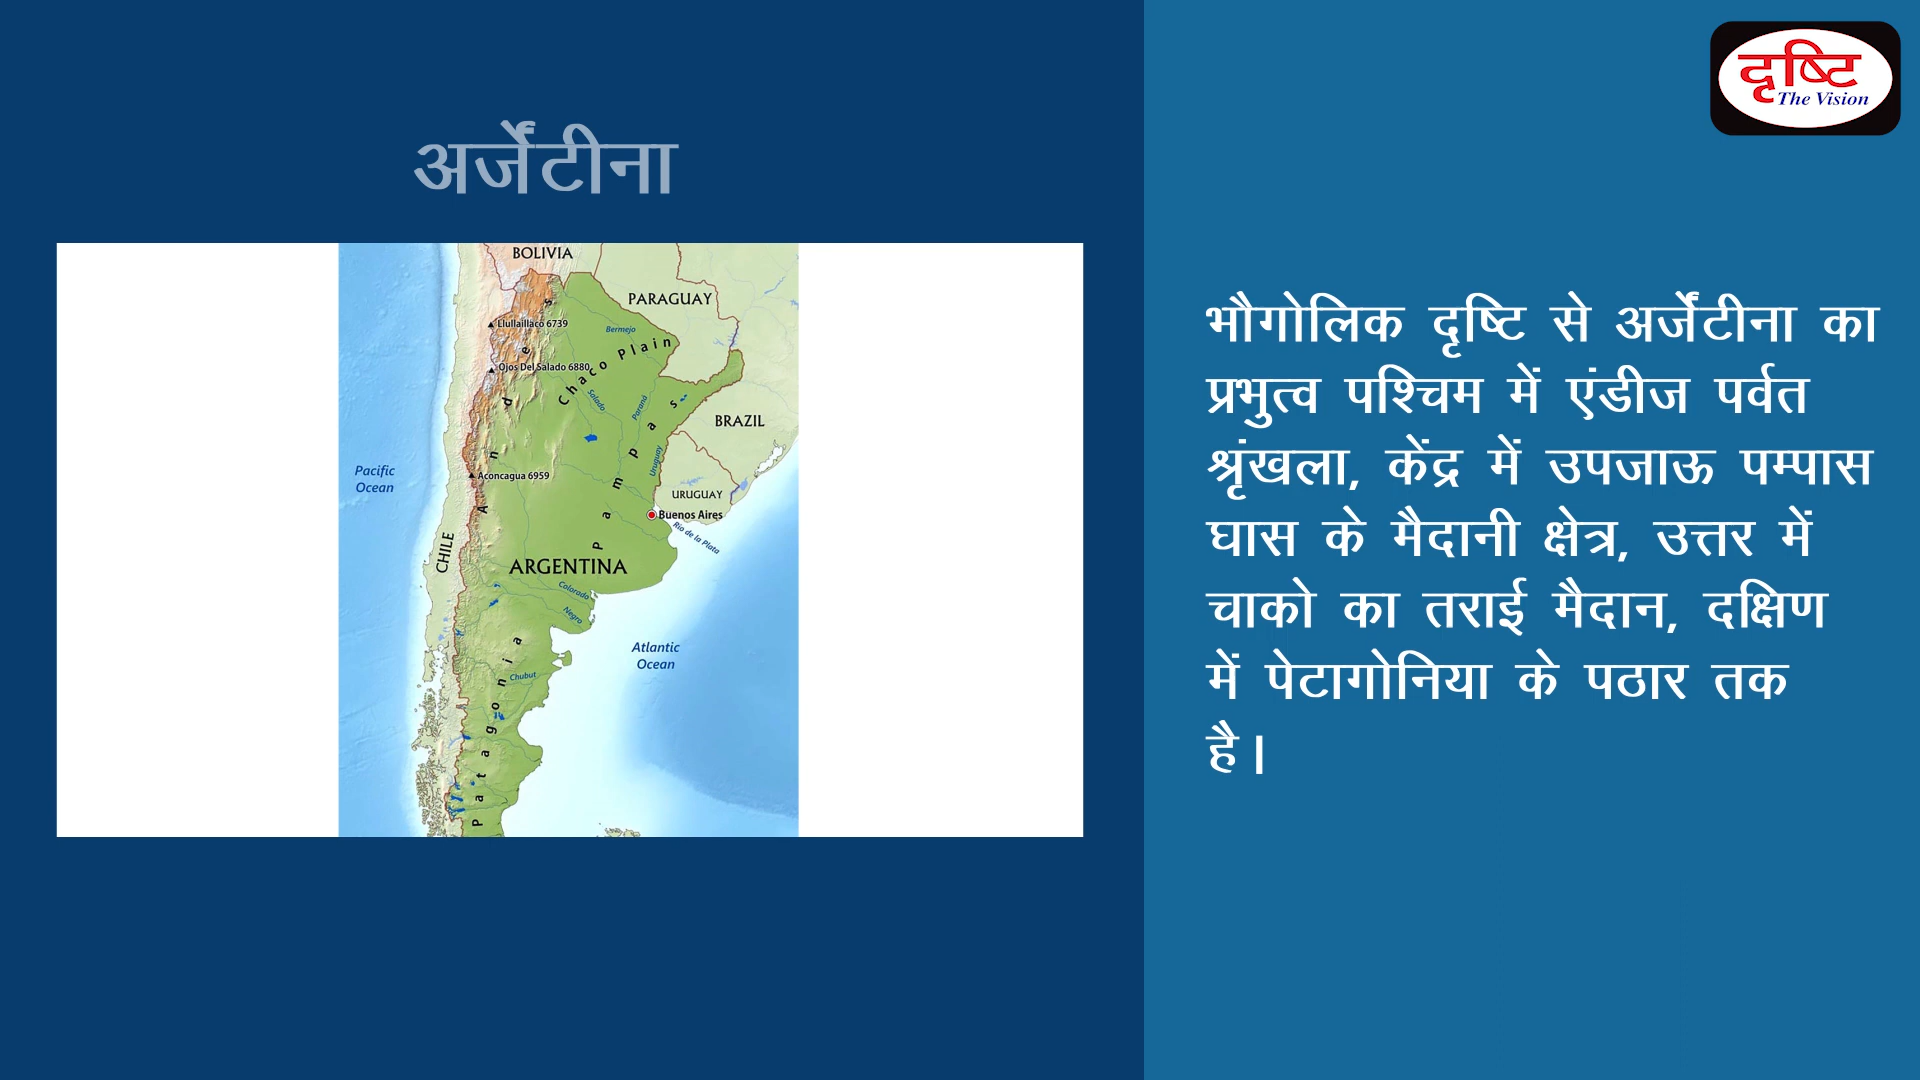 दृष्टि
The Vision
अर्जेंटीना
BOLIVIA
PARAGUAY
Llullaillaco 6739
Bermejo
Chaco Plain
Ojos Del Salado 6880
Salado
Paraná
BRAZIL
Andes
Pampas
Uruguay
Pacific
Ocean
Aconcagua 6959
URUGUAY
Buenos Aires
Río de la Plata
CHILE
ARGENTINA
Colorado
Negro
Atlantic
Ocean
Chubut
Patagonia
भौगोलिक दृष्टि से अर्जेंटीना का
प्रभुत्व पश्चिम में एंडीज पर्वत
श्रृंखला, केंद्र में उपजाऊ पम्पास
घास के मैदानी क्षेत्र, उत्तर में
चाको का तराई मैदान, दक्षिण
में पेटागोनिया के पठार तक
है।